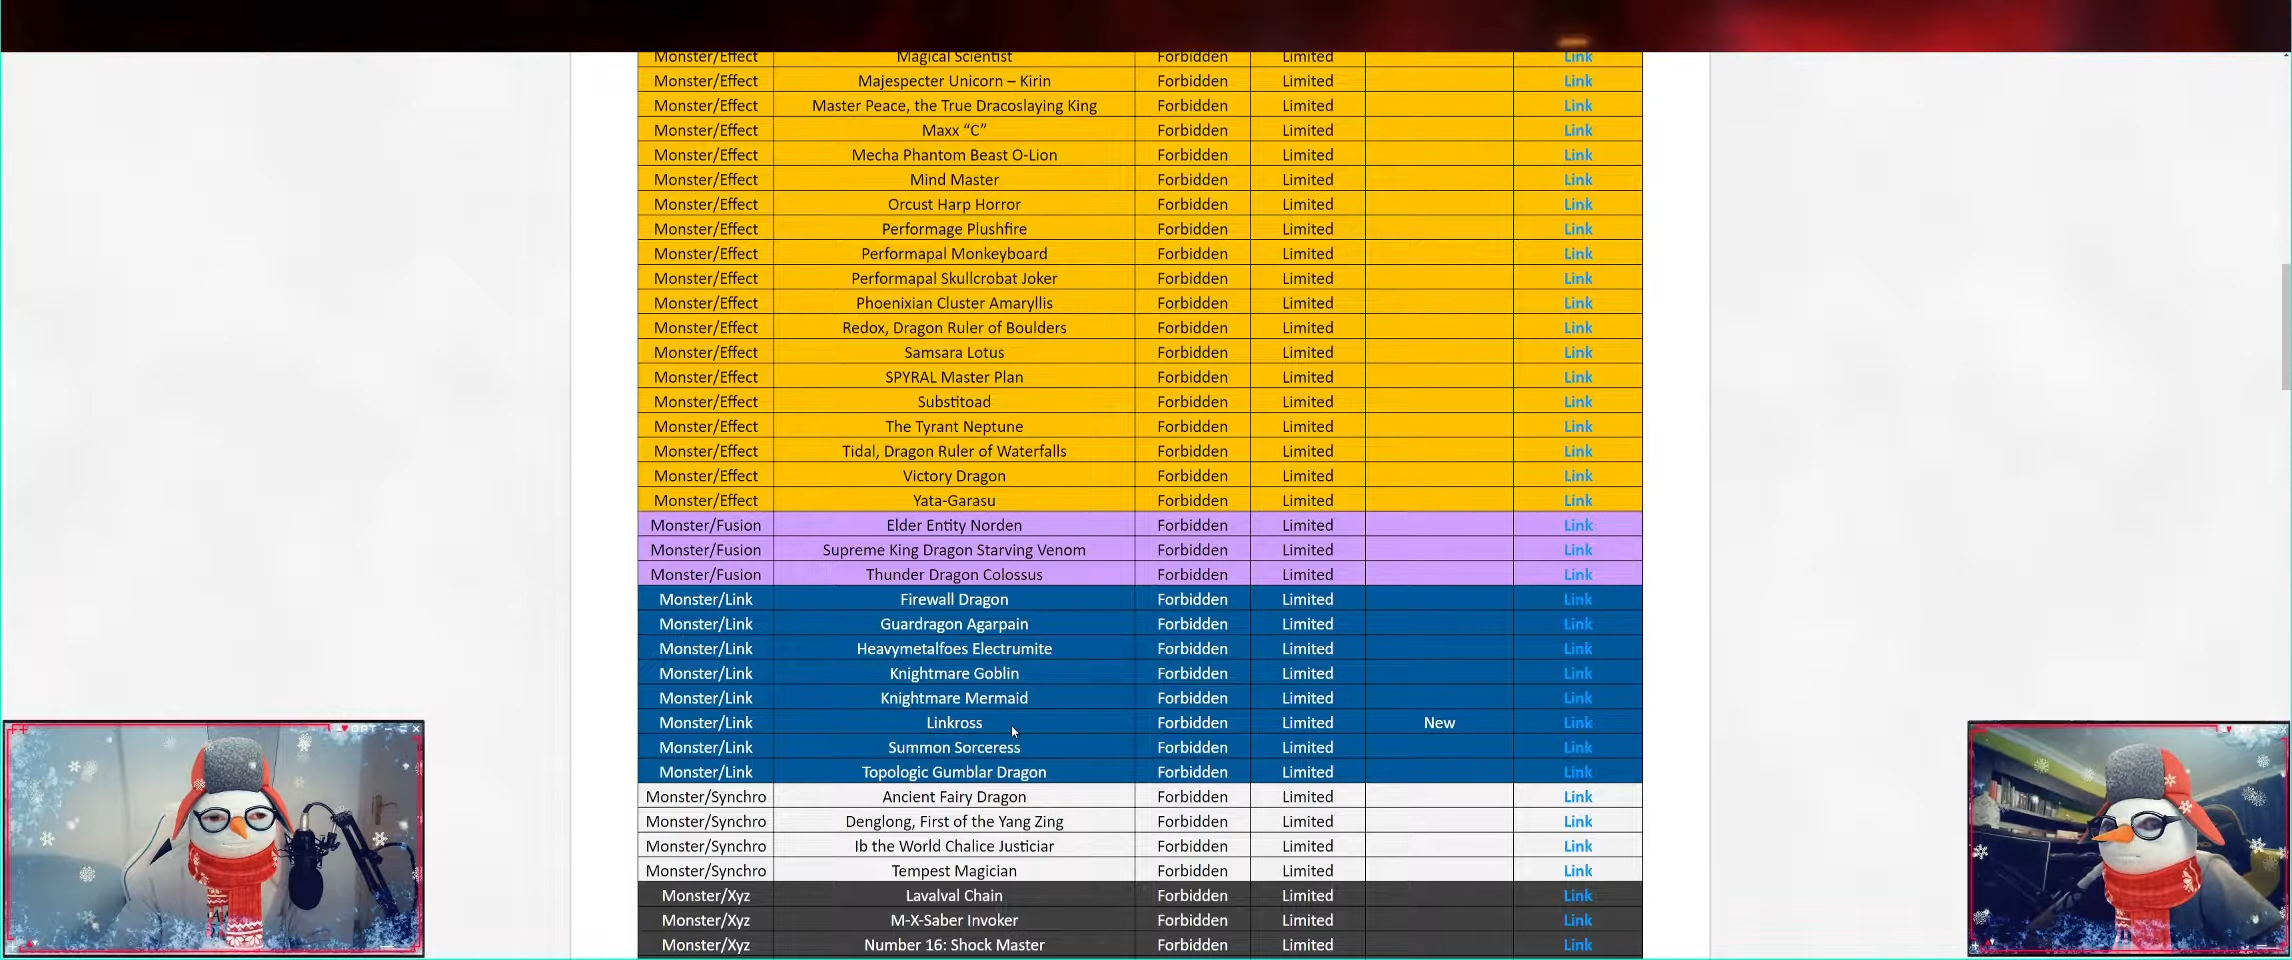 Monster/Effect Magical Scientist Forbidden Limited Link
Monster/Effect Majespecter Unicorn – Kirin Forbidden Limited Link
Monster/Effect Master Peace, the True Dracoslaying King Forbidden Limited Link
Monster/Effect Maxx “C” Forbidden Limited Link
Monster/Effect Mecha Phantom Beast O-Lion Forbidden Limited Link
Monster/Effect Mind Master Forbidden Limited Link
Monster/Effect Orcust Harp Horror Forbidden Limited Link
Monster/Effect Performage Plushfire Forbidden Limited Link
Monster/Effect Performapal Monkeyboard Forbidden Limited Link
Monster/Effect Performapal Skullcrobat Joker Forbidden Limited Link
Monster/Effect Phoenixian Cluster Amaryllis Forbidden Limited Link
Monster/Effect Redox, Dragon Ruler of Boulders Forbidden Limited Link
Monster/Effect Samsara Lotus Forbidden Limited Link
Monster/Effect SPYRAL Master Plan Forbidden Limited Link
Monster/Effect Substitoad Forbidden Limited Link
Monster/Effect The Tyrant Neptune Forbidden Limited Link
Monster/Effect Tidal, Dragon Ruler of Waterfalls Forbidden Limited Link
Monster/Effect Victory Dragon Forbidden Limited Link
Monster/Effect Yata-Garasu Forbidden Limited Link
Monster/Fusion Elder Entity Norden Forbidden Limited Link
Monster/Fusion Supreme King Dragon Starving Venom Forbidden Limited Link
Monster/Fusion Thunder Dragon Colossus Forbidden Limited Link
Monster/Link Firewall Dragon Forbidden Limited Link
Monster/Link Guardragon Agarpain Forbidden Limited Link
Monster/Link Heavymetalfoes Electrumite Forbidden Limited Link
Monster/Link Knightmare Goblin Forbidden Limited Link
Monster/Link Knightmare Mermaid Forbidden Limited Link
Monster/Link Linkross Forbidden Limited New Link
Monster/Link Summon Sorceress Forbidden Limited Link
Monster/Link Topologic Gumblar Dragon Forbidden Limited Link
Monster/Synchro Ancient Fairy Dragon Forbidden Limited Link
Monster/Synchro Denglong, First of the Yang Zing Forbidden Limited Link
Monster/Synchro Ib the World Chalice Justiciar Forbidden Limited Link
Monster/Synchro Tempest Magician Forbidden Limited Link
Monster/Xyz Lavalval Chain Forbidden Limited Link
Monster/Xyz M-X-Saber Invoker Forbidden Limited Link
Monster/Xyz Number 16: Shock Master Forbidden Limited Link